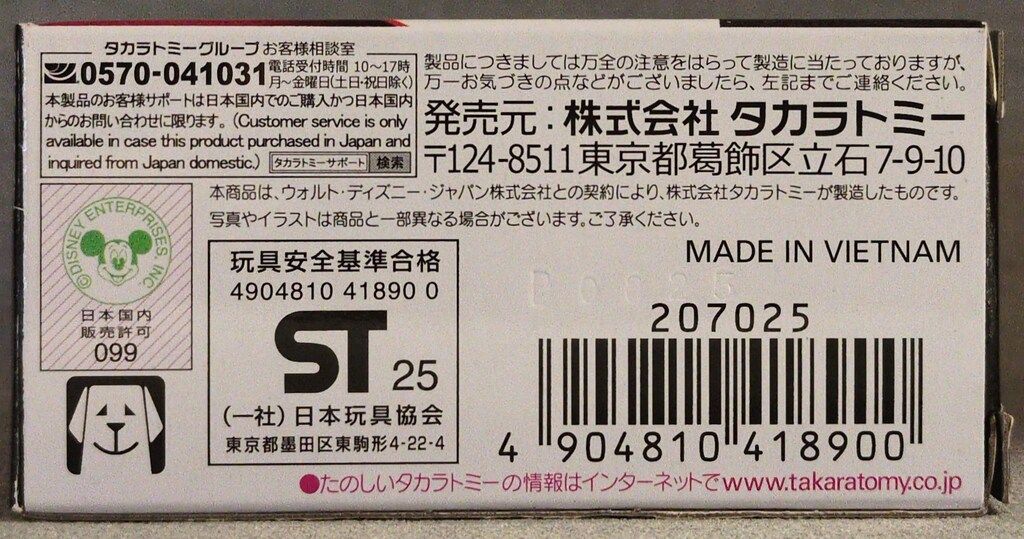 タカラトミーグループ お客様相談室
0570-041031 電話受付時間 10～17時
月～金曜日(土日・祝日除く)
本製品のお客様サポートは日本国内でのご購入かつ日本国内
からのお問い合わせに限ります。(Customer service is only
available in case this product purchased in Japan and
inquired from Japan domestic.) タカラトミーサポート 検索
製品につきましては万全の注意をはらって製造に当たっておりますが、
万一お気づきの点などがございましたら、左記までご連絡ください。
発売元：株式会社 タカラトミー
〒124-8511 東京都葛飾区立石7-9-10
本商品は、ウォルト・ディズニー・ジャパン株式会社との契約により、株式会社タカラトミーが製造したものです。
写真やイラストは商品と一部異なる場合がございます。ご了承ください。
©DISNEY ENTERPRISES INC
日本国内
販売許可
099
玩具安全基準合格
4904810 41890 0
ST 25
(一社)日本玩具協会
東京都墨田区東駒形4-22-4
MADE IN VIETNAM
207025
4 904810 418900
●たのしいタカラトミーの情報はインターネットで www.takaratomy.co.jp